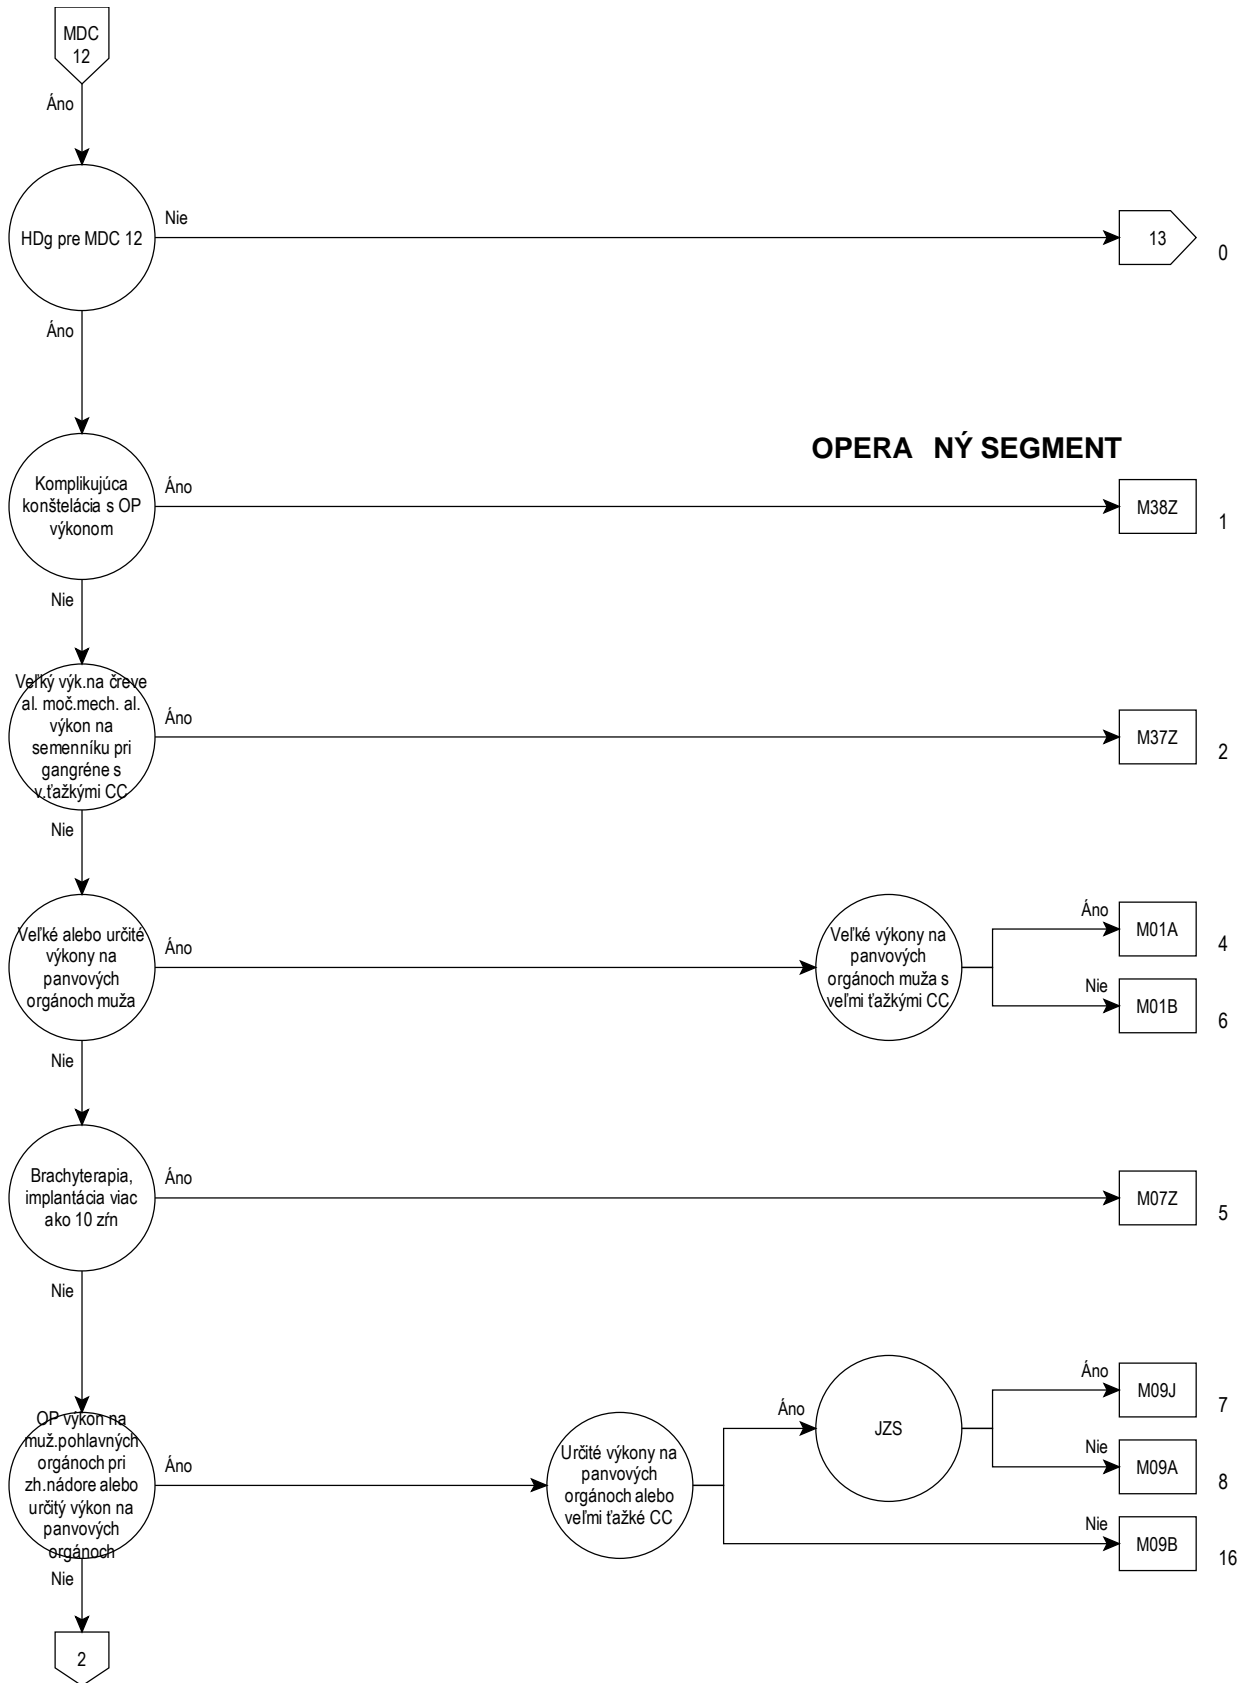 MDC
12
Áno
HDg pre MDC 12
Nie
13
0
Áno
OPERA NÝ SEGMENT
Komplikujúca
konštelácia s OP
výkonom
Áno
M38Z
1
Nie
Veľký výk.na čreve
al. moč.mech. al.
výkon na
semenníku pri
gangréne s
v.ťažkými CC
Áno
M37Z
2
Nie
Veľké alebo určité
výkony na
panvových
orgánoch muža
Áno
Veľké výkony na
panvových
orgánoch muža s
veľmi ťažkými CC
Áno
M01A
4
Nie
M01B
6
Nie
Brachyterapia,
implantácia viac
ako 10 zŕn
Áno
M07Z
5
Nie
OP výkon na
muž.pohlavných
orgánoch pri
zh.nádore alebo
určitý výkon na
panvových
orgánoch
Áno
Určité výkony na
panvových
orgánoch alebo
veľmi ťažké CC
Áno
JZS
Áno
M09J
7
Nie
M09A
8
Nie
M09B
16
Nie
2